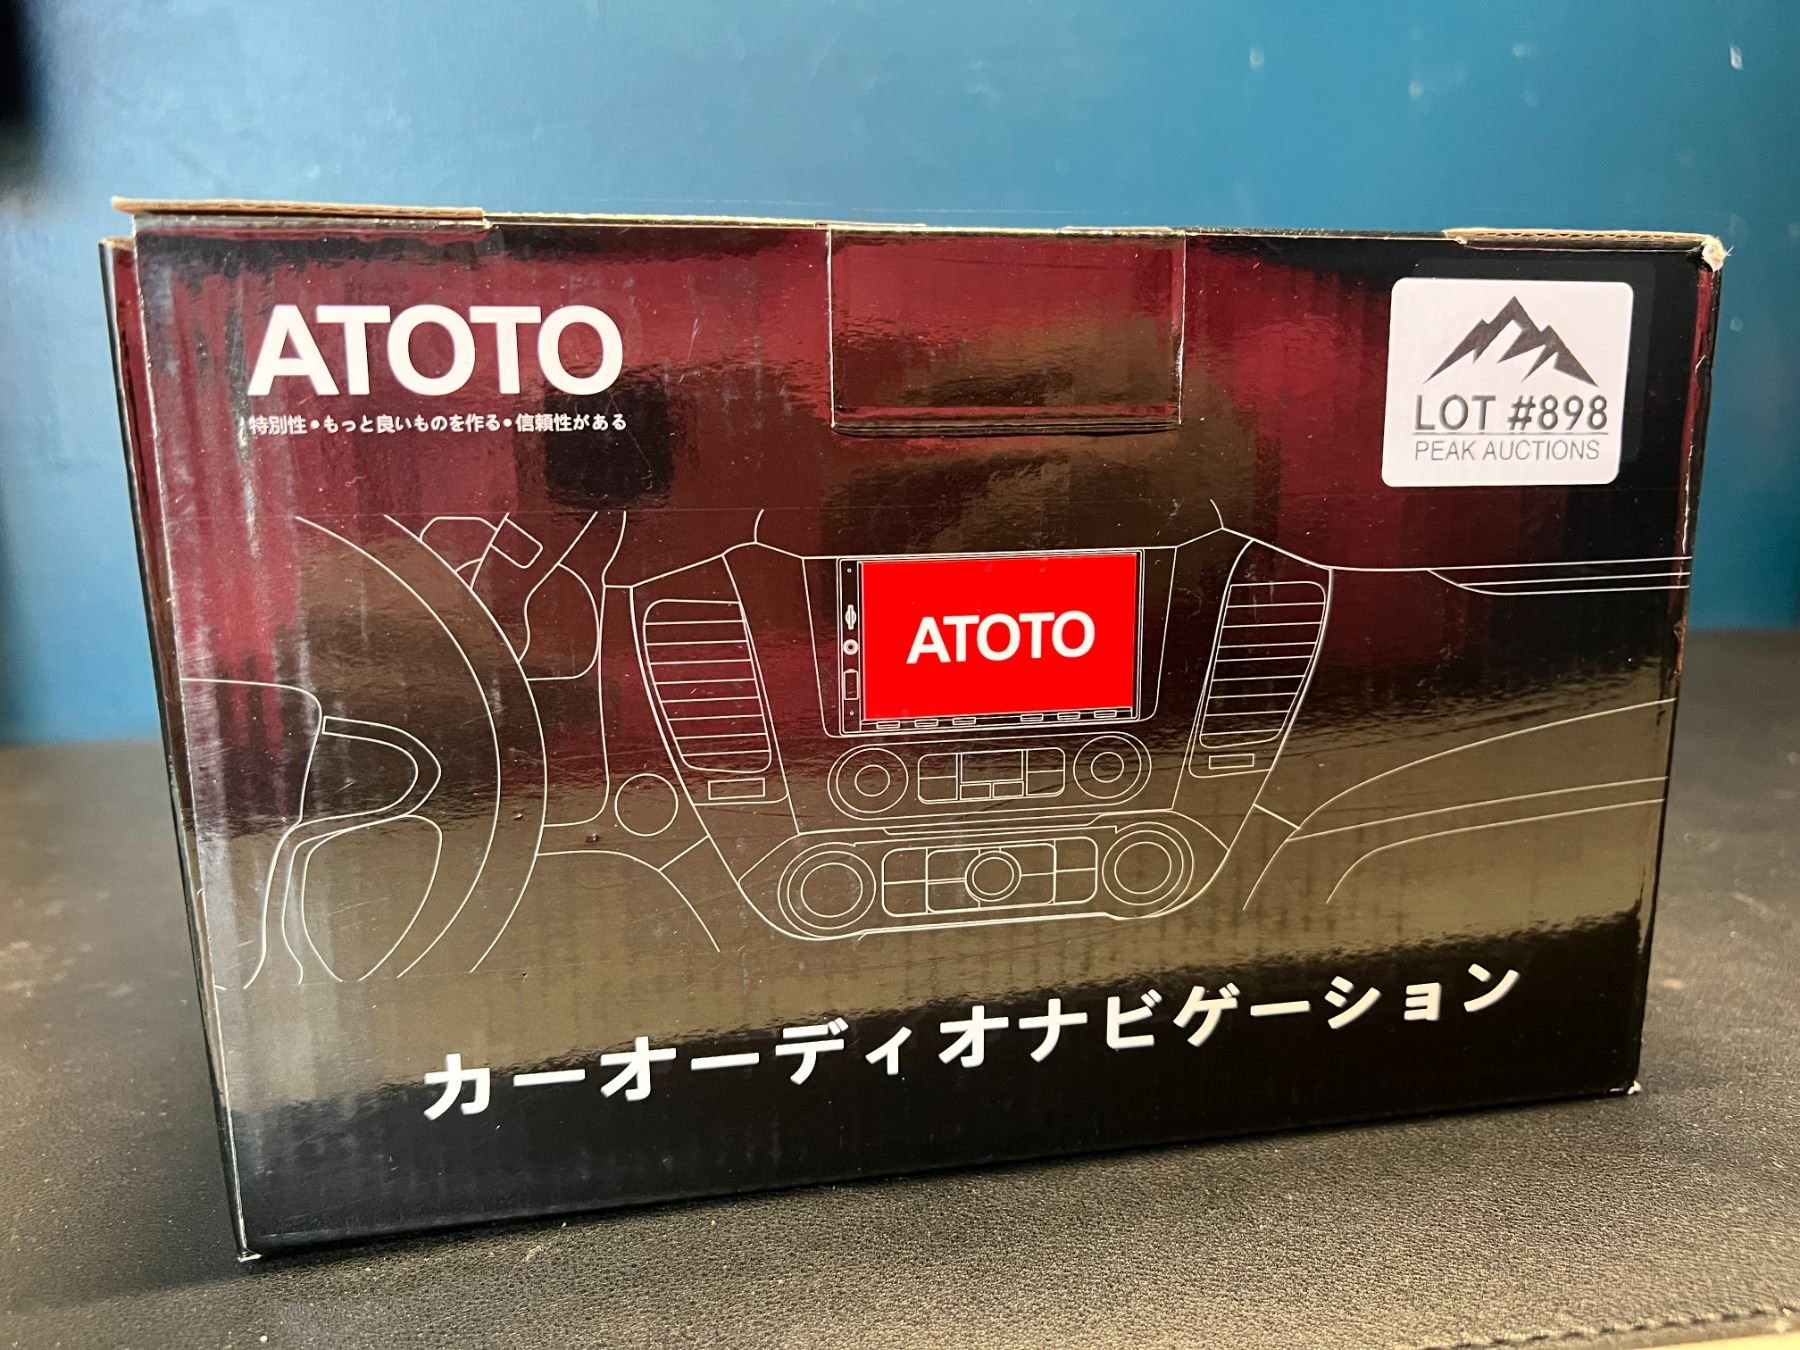 ATOTO
特別性•もっと良いものを作る•信頼性がある
LOT #898
PEAK AUCTIONS
ATOTO
カーオーディオナビゲーション